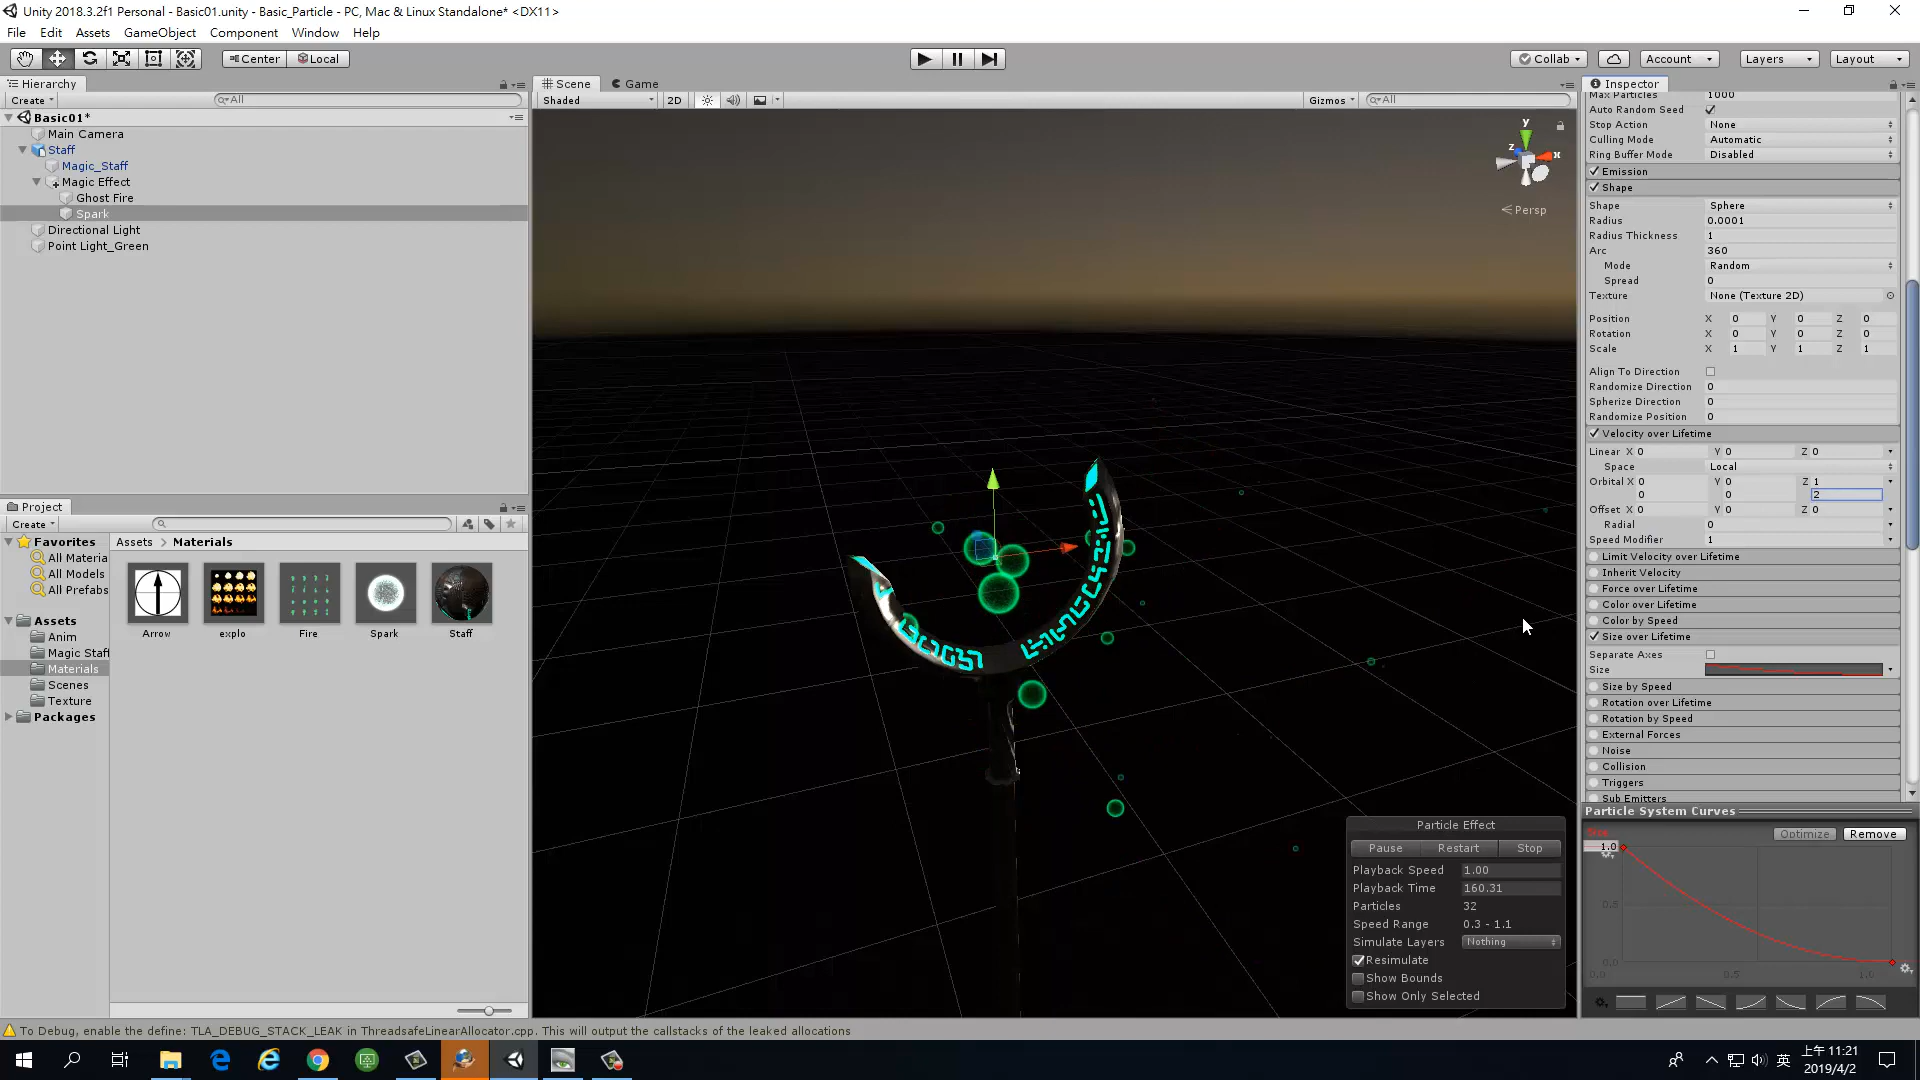 Unity 2018.3.2f1 Personal - Basic01.unity - Basic_Particle - PC, Mac & Linux Standalone* <DX11>
File Edit Assets GameObject Component Window Help
Center Local Collab Account Layers Layout
Hierarchy
Create All
Basic01*
Main Camera
Staff
Magic_Staff
Magic Effect
Ghost Fire
Spark
Directional Light
Point Light_Green
Project
Create
Favorites
All Materia
All Models
All Prefabs
Assets
Anim
Magic Staff
Materials
Scenes
Texture
Packages
Assets > Materials
Arrow explo Fire Spark Staff
Scene Game
Shaded 2D Gizmos All
y
z x
Persp
Particle Effect
Pause Restart Stop
Playback Speed 1.00
Playback Time 160.31
Particles 32
Speed Range 0.3 - 1.1
Simulate Layers Nothing
Resimulate
Show Bounds
Show Only Selected
Inspector
Max Particles 1000
Auto Random Seed
Stop Action None
Culling Mode Automatic
Ring Buffer Mode Disabled
Emission
Shape
Shape Sphere
Radius 0.0001
Radius Thickness 1
Arc 360
Mode Random
Spread 0
Texture None (Texture 2D)
Position X 0 Y 0 Z 0
Rotation X 0 Y 0 Z 0
Scale X 1 Y 1 Z 1
Align To Direction
Randomize Direction 0
Spherize Direction 0
Randomize Position 0
Velocity over Lifetime
Linear X 0 Y 0 Z 0
Space Local
Orbital X 0 Y 0 Z 1
0 0 2
Offset X 0 Y 0 Z 0
Radial 0
Speed Modifier 1
Limit Velocity over Lifetime
Inherit Velocity
Force over Lifetime
Color over Lifetime
Color by Speed
Size over Lifetime
Separate Axes
Size
Size by Speed
Rotation over Lifetime
Rotation by Speed
External Forces
Noise
Collision
Triggers
Sub Emitters
Particle System Curves
Size Optimize Remove
1.0
0.5
0.0
0.0 0.5 1.0
To Debug, enable the define: TLA_DEBUG_STACK_LEAK in ThreadsafeLinearAllocator.cpp. This will output the callstacks of the leaked allocations
英 上午 11:21
2019/4/2